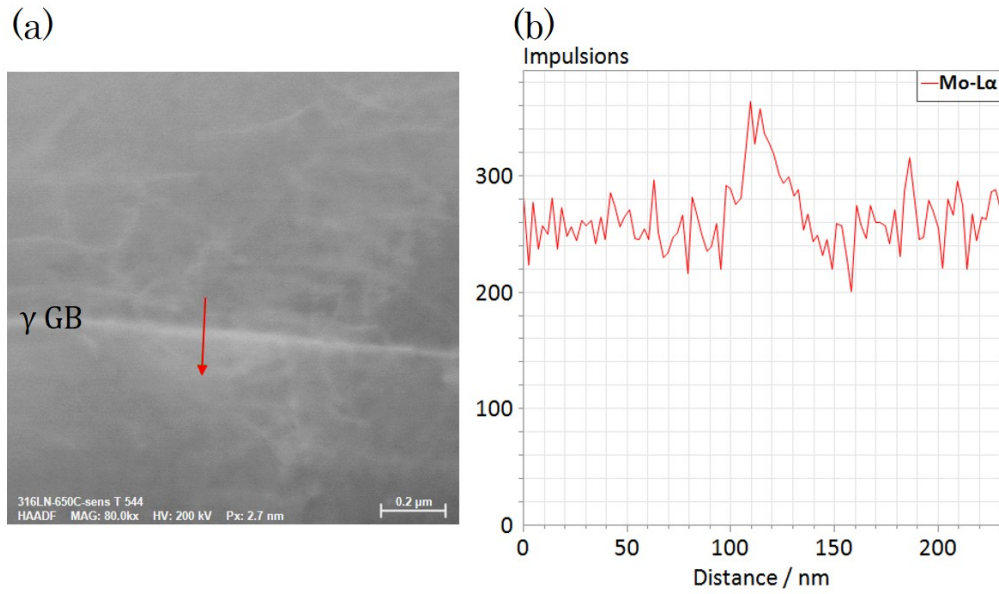 (a)
γ GB
316LN-650C-sens T 544
HAADF MAG: 80.0kx HV: 200 kV Px: 2.7 nm
0.2 μm
(b)
Impulsions
Mo-Lα
300
200
100
0
0 50 100 150 200
Distance / nm